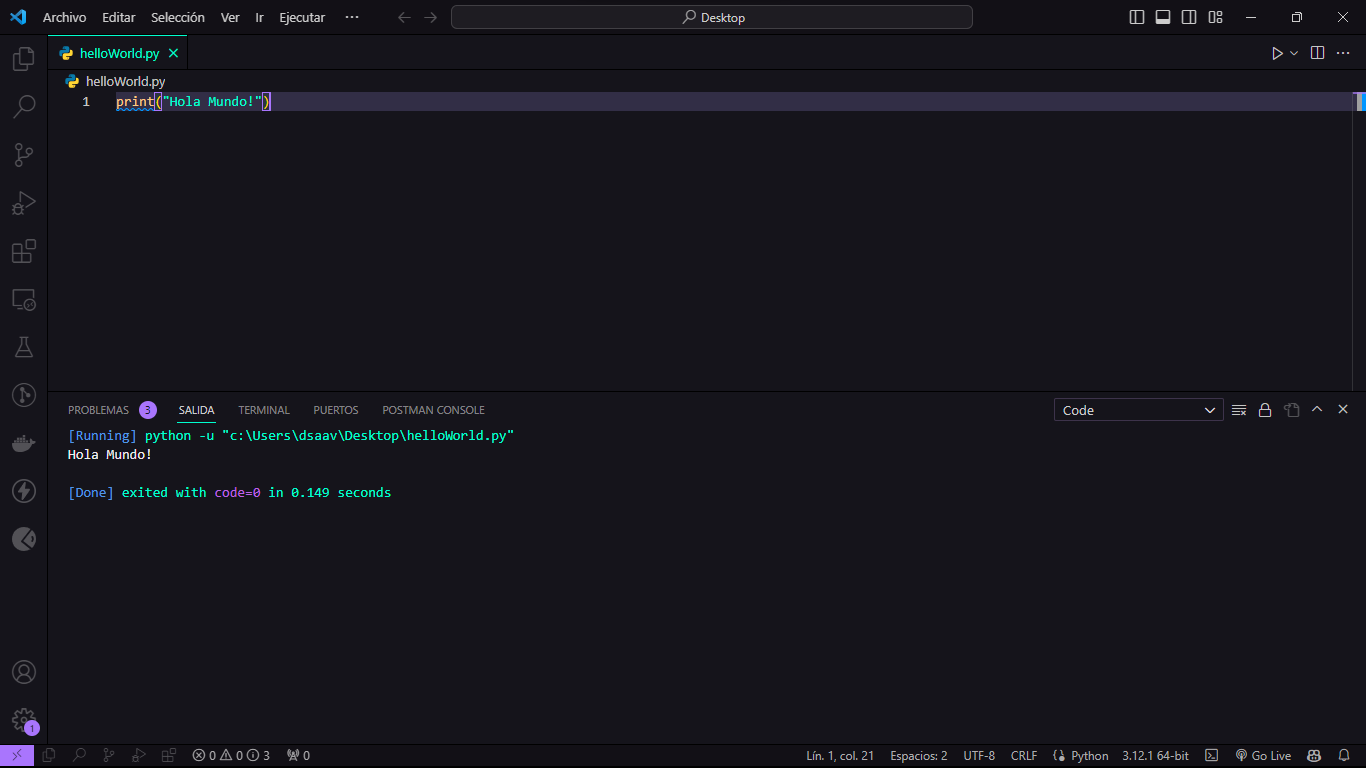 Archivo Editar Selección Ver Ir Ejecutar ··· Desktop
helloWorld.py
helloWorld.py
1 print("Hola Mundo!")
PROBLEMAS 3 SALIDA TERMINAL PUERTOS POSTMAN CONSOLE Code
[Running] python -u "c:\Users\dsaav\Desktop\helloWorld.py"
Hola Mundo!
[Done] exited with code=0 in 0.149 seconds
1
0 0 3 0 Lín. 1, col. 21 Espacios: 2 UTF-8 CRLF Python 3.12.1 64-bit Go Live